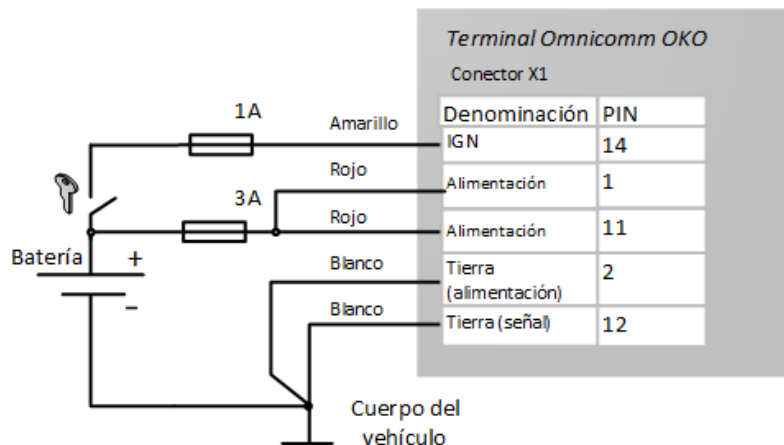 Terminal Omnicomm OKO
Conector X1
Denominación PIN
1A
Amarillo
IGN 14
Rojo
Alimentación 1
3A
Rojo
Alimentación 11
Batería
+
-
Blanco
Tierra
(alimentación) 2
Blanco
Tierra (señal) 12
Cuerpo del
vehículo